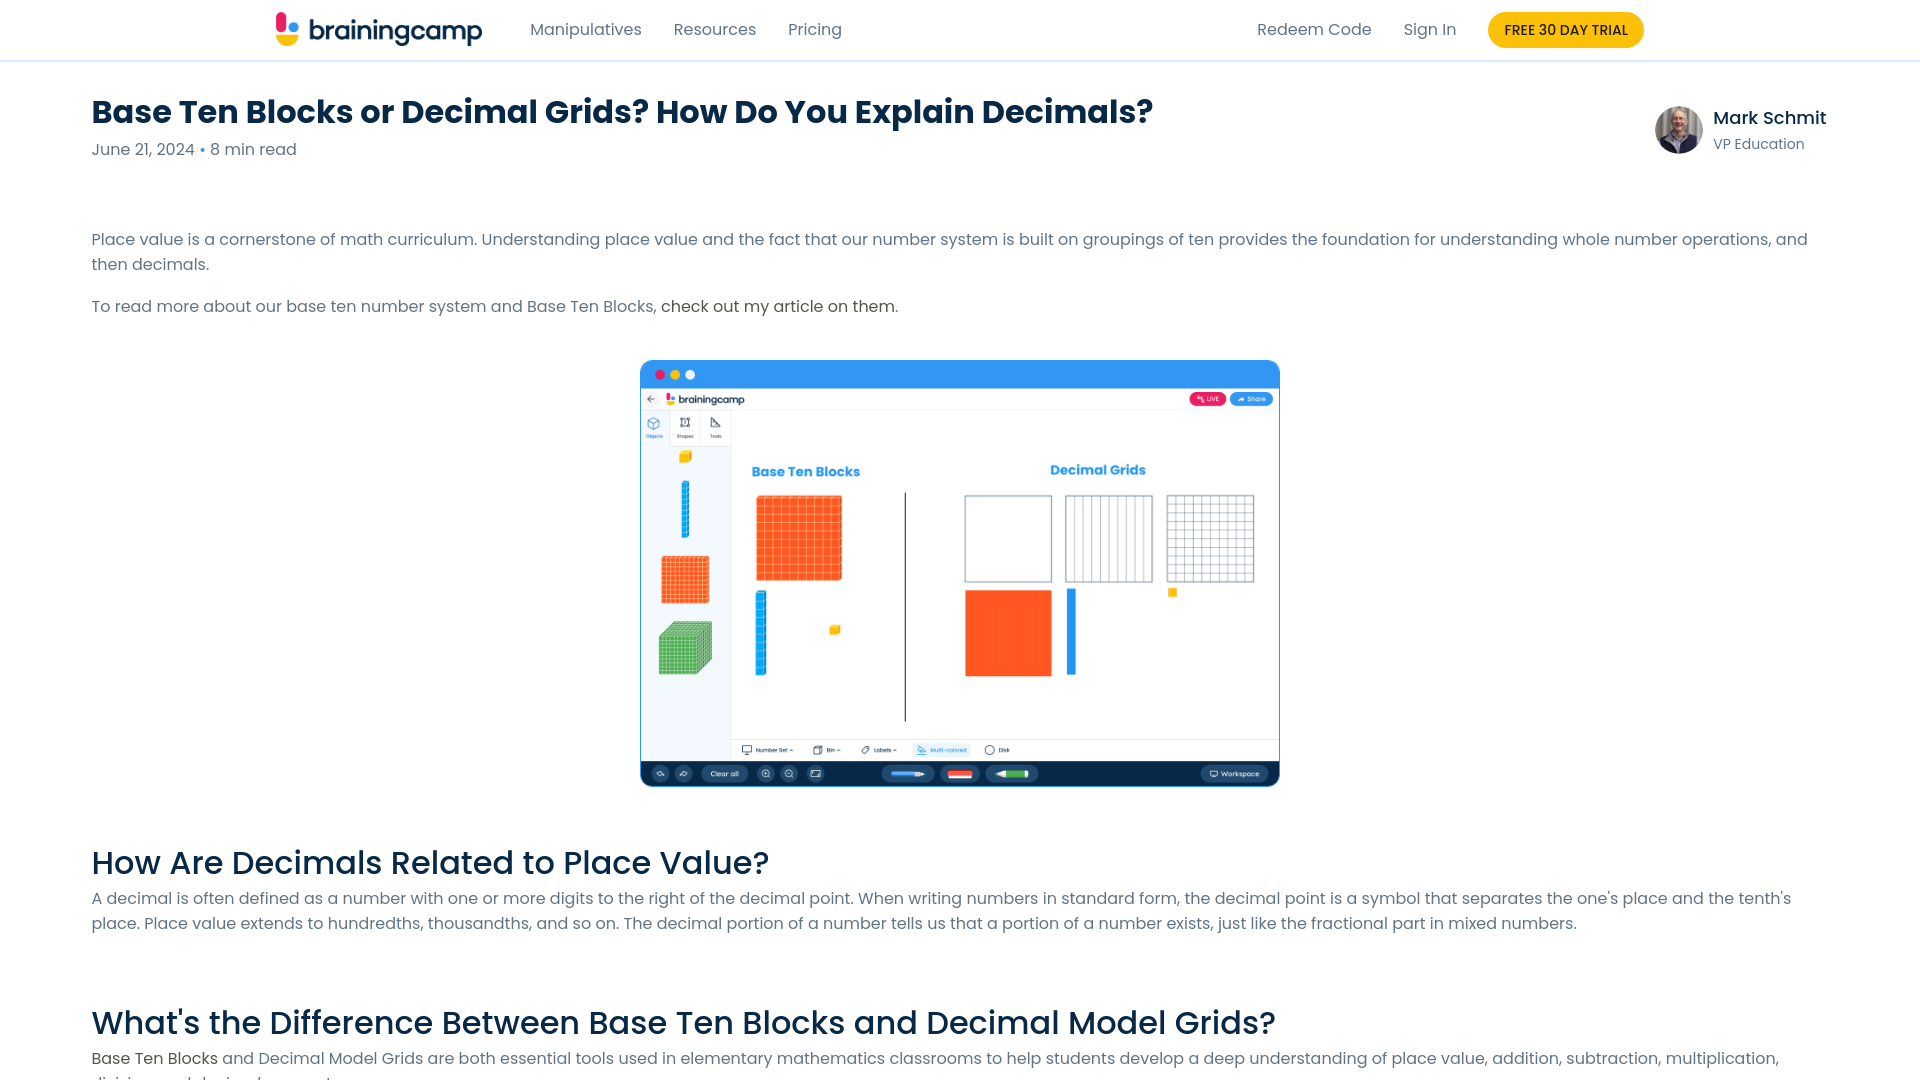 brainingcamp
Manipulatives
Resources
Pricing
Redeem Code
Sign In
FREE 30 DAY TRIAL
Base Ten Blocks or Decimal Grids? How Do You Explain Decimals?
June 21, 2024 • 8 min read
Mark Schmit
VP Education
Place value is a cornerstone of math curriculum. Understanding place value and the fact that our number system is built on groupings of ten provides the foundation for understanding whole number operations, and
then decimals.
To read more about our base ten number system and Base Ten Blocks, check out my article on them.
brainingcamp
LIVE
Share
Objects
Shapes
Tools
Base Ten Blocks
Decimal Grids
Number Set
Bin
Labels
Multi-colored
Disk
Clear all
Workspace
How Are Decimals Related to Place Value?
A decimal is often defined as a number with one or more digits to the right of the decimal point. When writing numbers in standard form, the decimal point is a symbol that separates the one's place and the tenth's
place. Place value extends to hundredths, thousandths, and so on. The decimal portion of a number tells us that a portion of a number exists, just like the fractional part in mixed numbers.
What's the Difference Between Base Ten Blocks and Decimal Model Grids?
Base Ten Blocks and Decimal Model Grids are both essential tools used in elementary mathematics classrooms to help students develop a deep understanding of place value, addition, subtraction, multiplication,